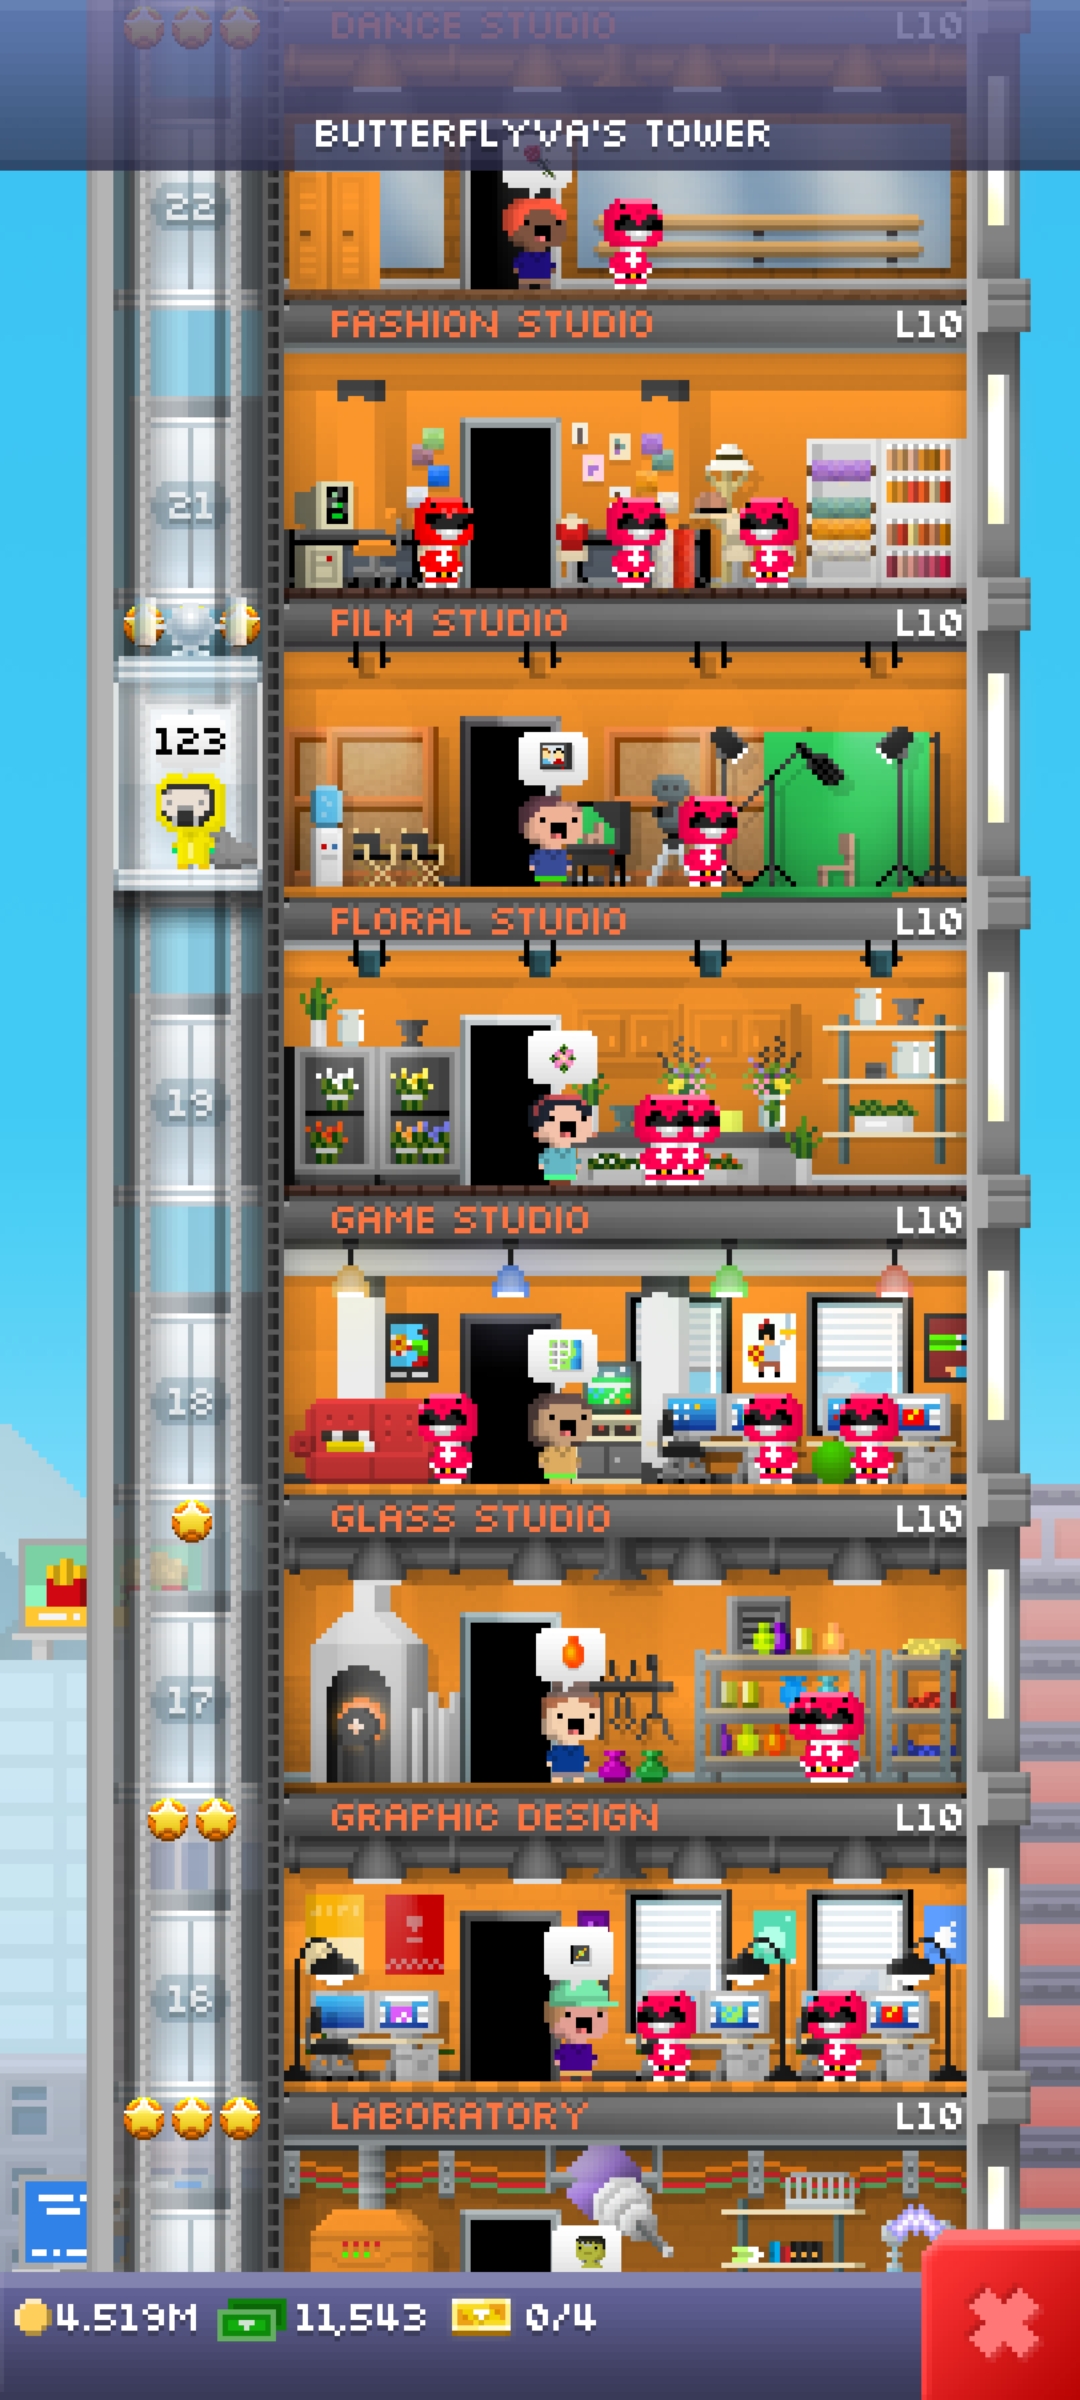 DANCE STUDIO L10
BUTTERFLYVA'S TOWER
22
FASHION STUDIO L10
21
FILM STUDIO L10
123
FLORAL STUDIO L10
19
GAME STUDIO L10
18
GLASS STUDIO L10
17
GRAPHIC DESIGN L10
16
LABORATORY L10
4.519M 11,543 0/4